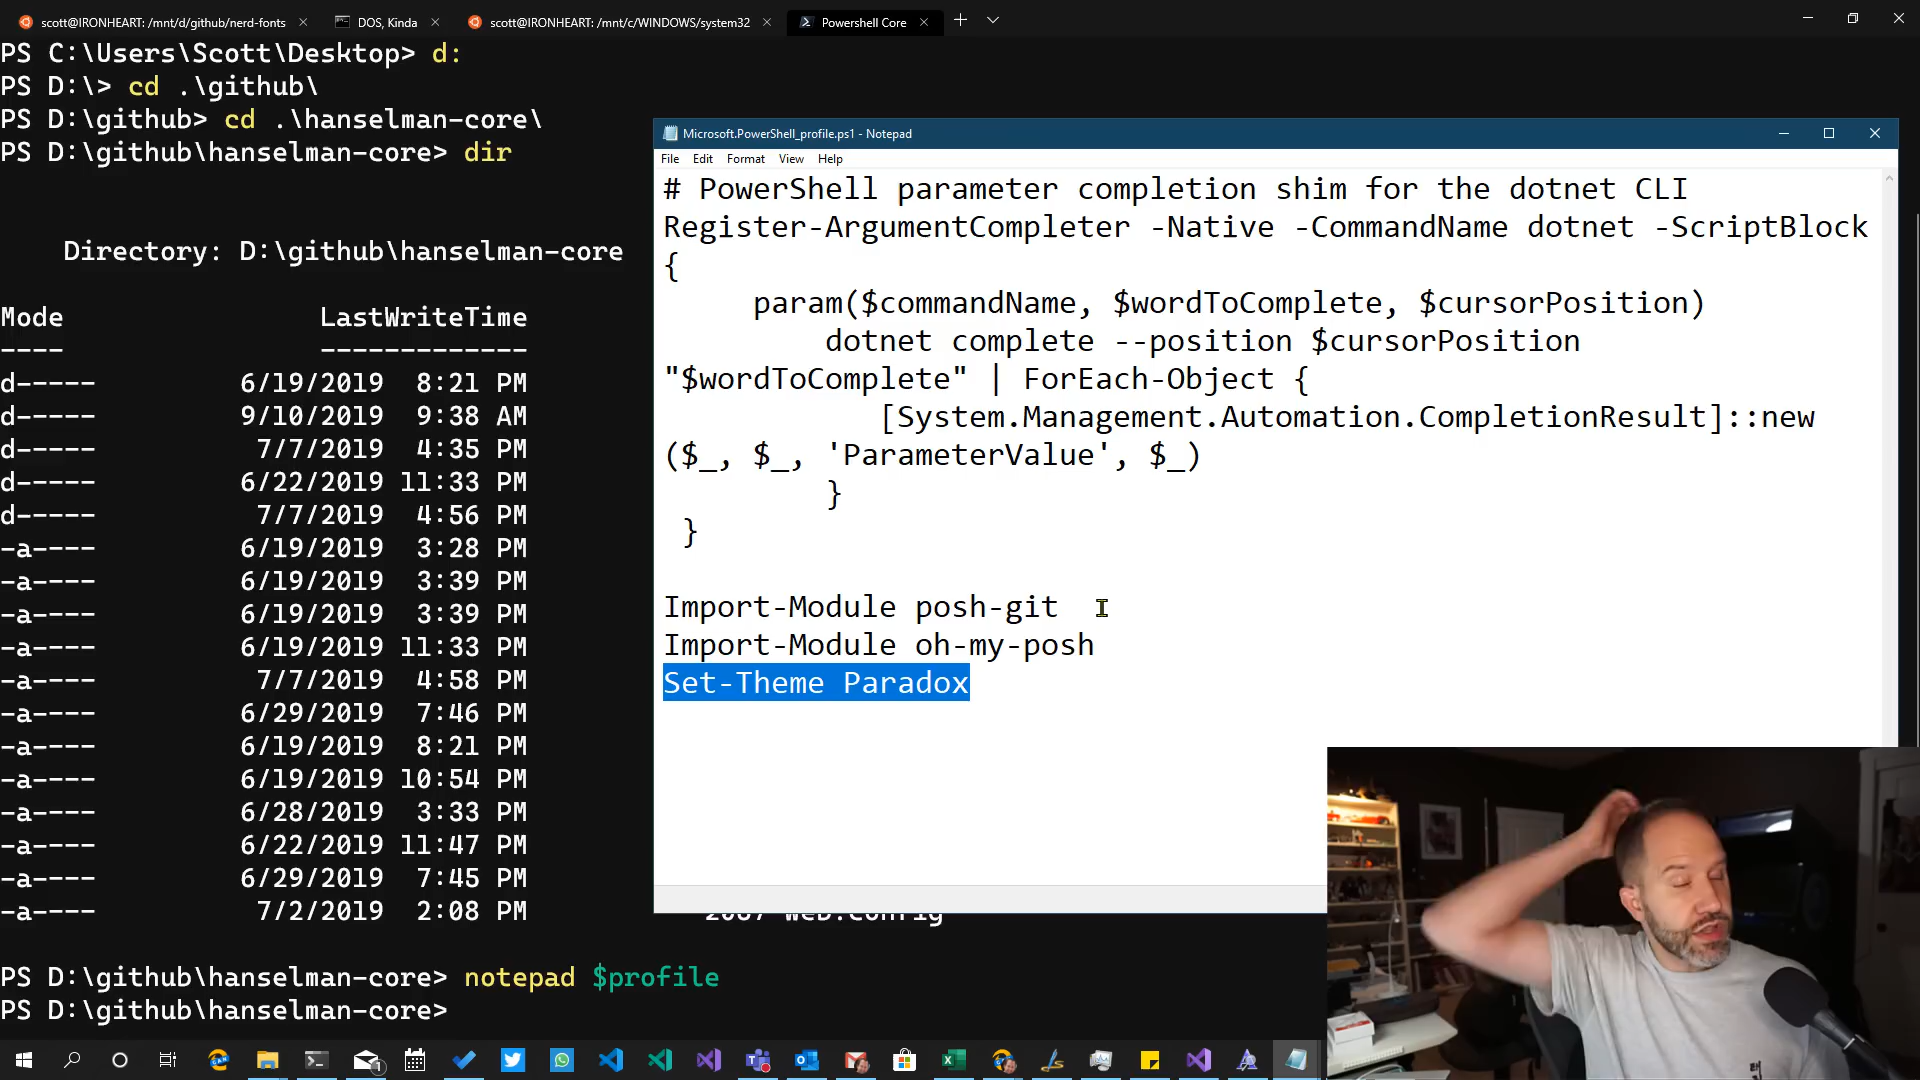 scott@IRONHEART: /mnt/d/github/nerd-fonts
DOS, Kinda
scott@IRONHEART: /mnt/c/WINDOWS/system32
Powershell Core
PS C:\Users\Scott\Desktop> d:
PS D:\> cd .\github\
PS D:\github> cd .\hanselman-core\
PS D:\github\hanselman-core> dir
Directory: D:\github\hanselman-core
Mode LastWriteTime
---- -------------
d----- 6/19/2019 8:21 PM
d----- 9/10/2019 9:38 AM
d----- 7/7/2019 4:35 PM
d----- 6/22/2019 11:33 PM
d----- 7/7/2019 4:56 PM
-a---- 6/19/2019 3:28 PM
-a---- 6/19/2019 3:39 PM
-a---- 6/19/2019 3:39 PM
-a---- 6/19/2019 11:33 PM
-a---- 7/7/2019 4:58 PM
-a---- 6/29/2019 7:46 PM
-a---- 6/19/2019 8:21 PM
-a---- 6/19/2019 10:54 PM
-a---- 6/28/2019 3:33 PM
-a---- 6/22/2019 11:47 PM
-a---- 6/29/2019 7:45 PM
-a---- 7/2/2019 2:08 PM
PS D:\github\hanselman-core> notepad $profile
PS D:\github\hanselman-core>
Microsoft.PowerShell_profile.ps1 - Notepad
File Edit Format View Help
# PowerShell parameter completion shim for the dotnet CLI
Register-ArgumentCompleter -Native -CommandName dotnet -ScriptBlock
{
param($commandName, $wordToComplete, $cursorPosition)
dotnet complete --position $cursorPosition
"$wordToComplete" | ForEach-Object {
[System.Management.Automation.CompletionResult]::new
($_, $_, 'ParameterValue', $_)
}
}
Import-Module posh-git
Import-Module oh-my-posh
Set-Theme Paradox